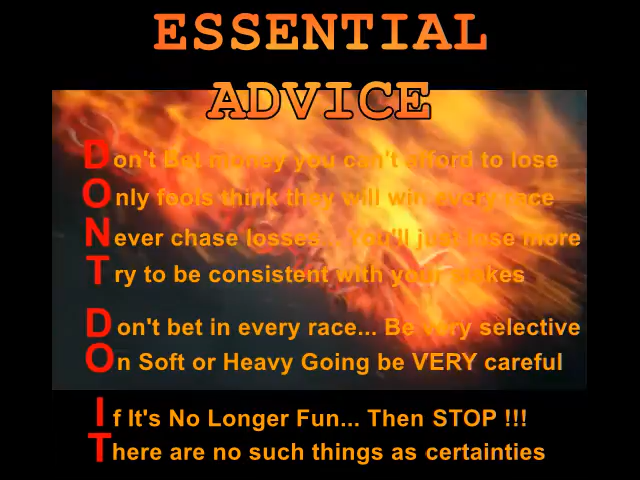 ESSENTIAL
ADVICE
Don't Bet money you can't afford to lose
Only fools think they will win every race
Never chase losses... You'll just lose more
Try to be consistent with your stakes
Don't bet in every race... Be very selective
On Soft or Heavy Going be VERY careful
If It's No Longer Fun... Then STOP !!!
There are no such things as certainties